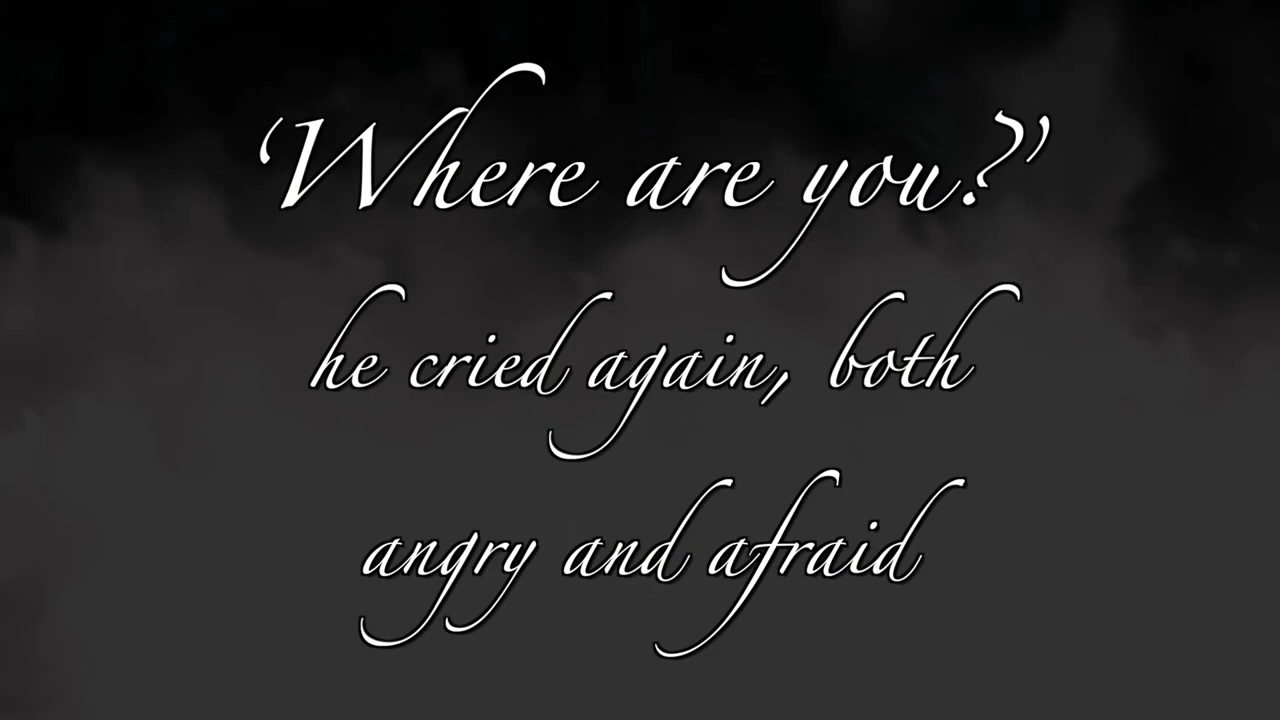 ‘Where are you?’
he cried again, both
angry and afraid